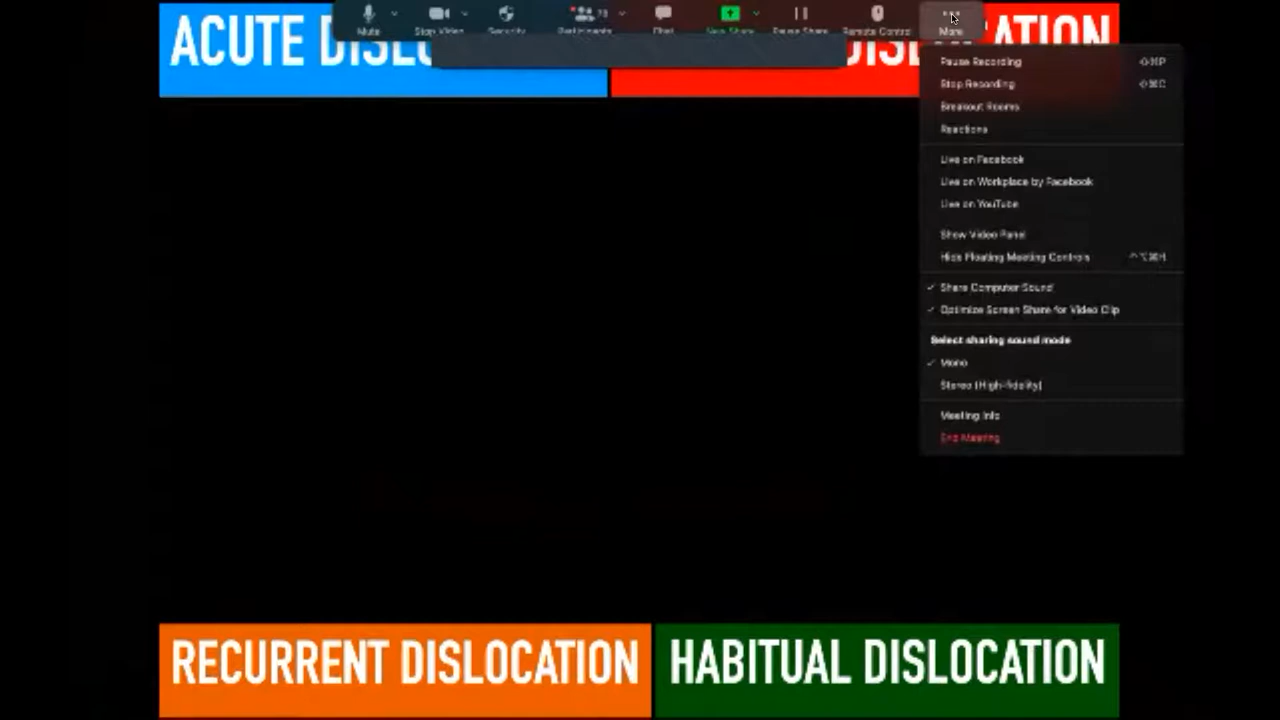 ACUTE DISLO
DISLOCATION
Mute
Stop Video
Security
Participants
Chat
New Share
Pause Share
Remote Control
More
Pause Recording ⇧⌘P
Stop Recording ⇧⌘C
Breakout Rooms
Reactions
Live on Facebook
Live on Workplace by Facebook
Live on YouTube
Show Video Panel
Hide Floating Meeting Controls ^⌥⌘H
✓ Share Computer Sound
✓ Optimize Screen Share for Video Clip
Select sharing sound mode
✓ Mono
Stereo (High-fidelity)
Meeting Info
End Meeting
RECURRENT DISLOCATION
HABITUAL DISLOCATION